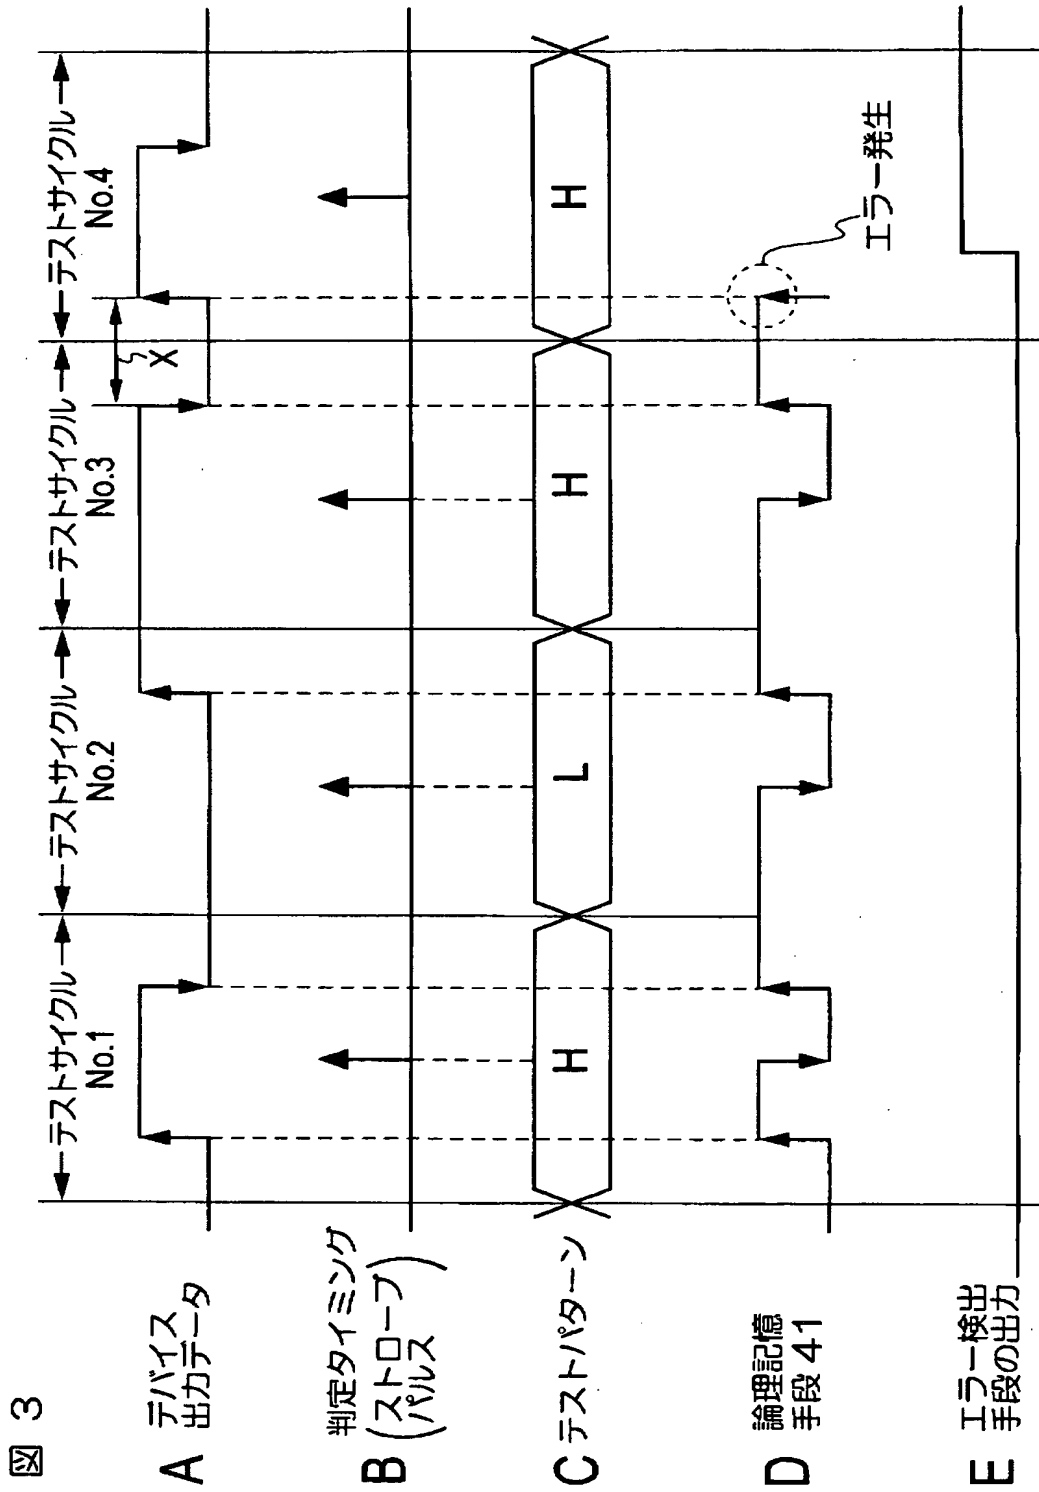 図 3
テストサイクル
No.1
テストサイクル
No.2
テストサイクル
No.3
テストサイクル
No.4
A デバイス
出力データ
X
B 判定タイミング
(ストローブ
パルス)
C テストパターン
H
L
H
H
D 論理記憶
手段 41
エラー発生
E エラー検出
手段の出力